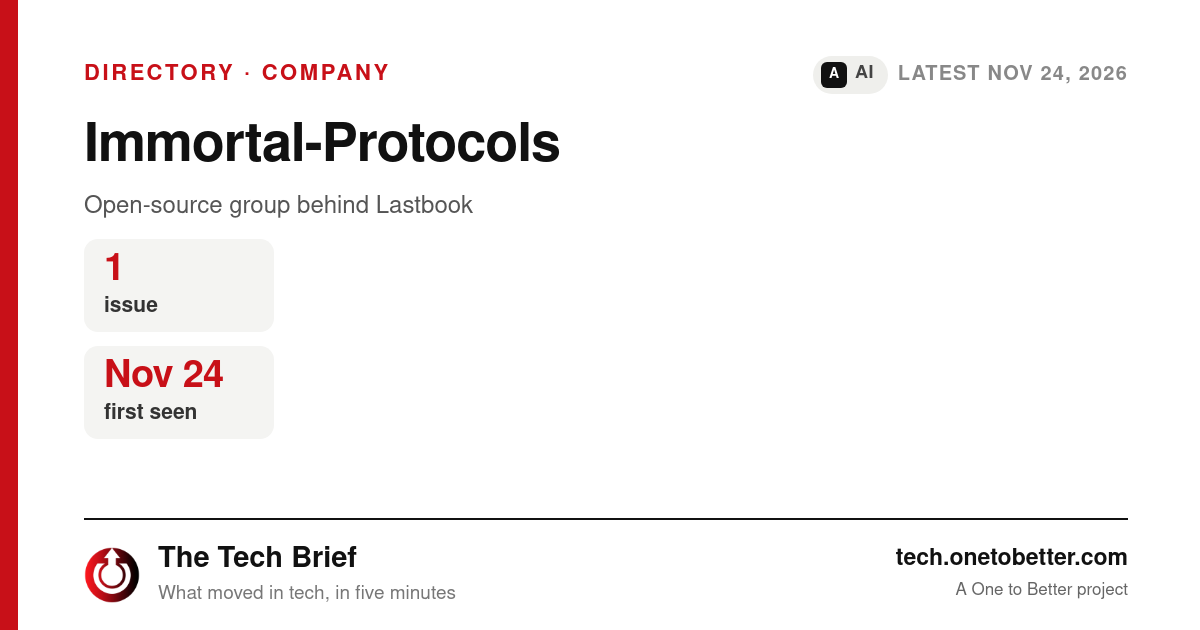 DIRECTORY · COMPANY
A AI LATEST NOV 24, 2026
Immortal-Protocols
Open-source group behind Lastbook
1
issue
Nov 24
first seen
The Tech Brief
What moved in tech, in five minutes
tech.onetobetter.com
A One to Better project